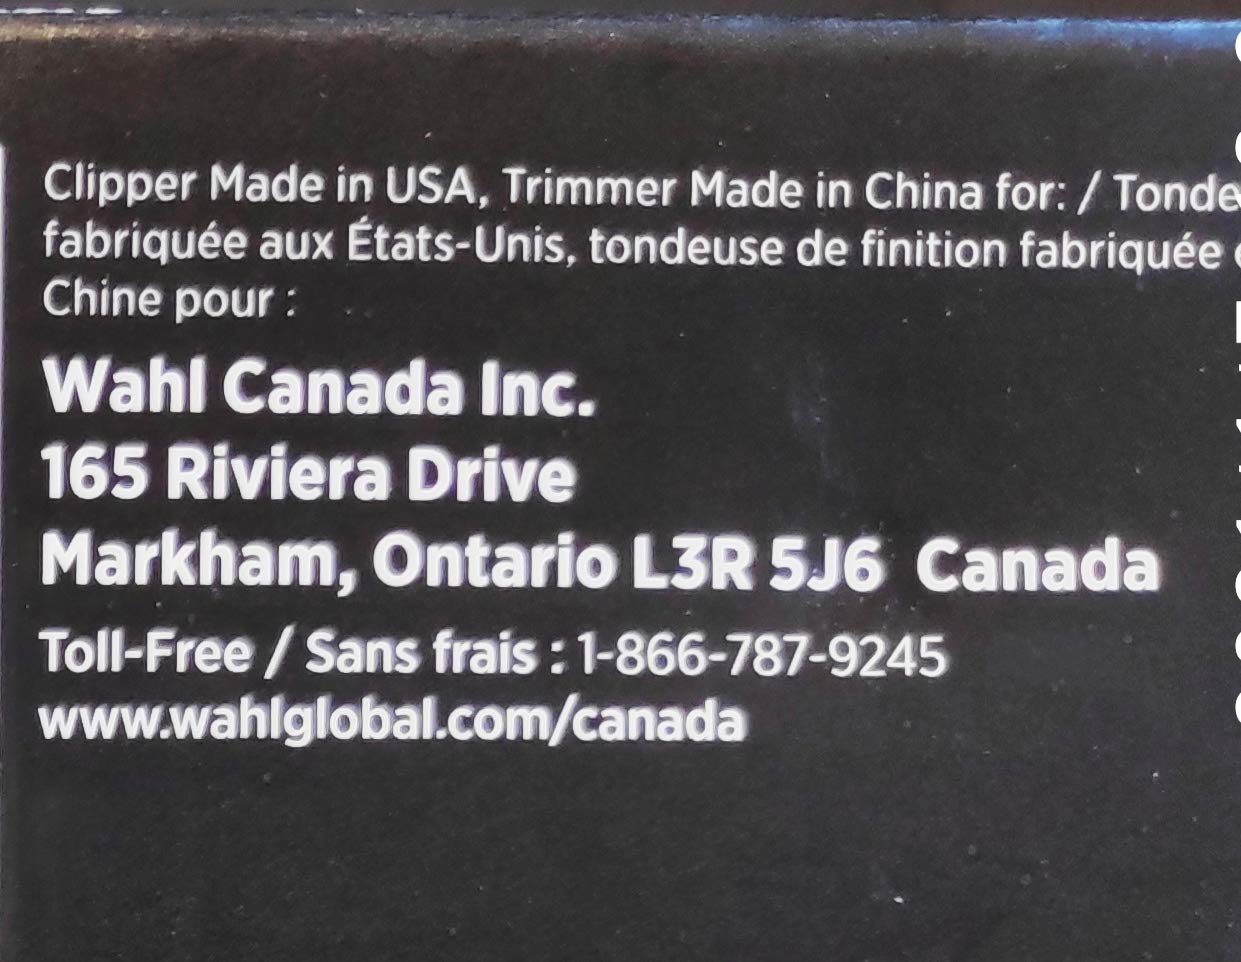 Clipper Made in USA, Trimmer Made in China for: / Tonde
fabriquée aux États-Unis, tondeuse de finition fabriquée
Chine pour :
Wahl Canada Inc.
165 Riviera Drive
Markham, Ontario L3R 5J6 Canada
Toll-Free / Sans frais : 1-866-787-9245
www.wahlglobal.com/canada